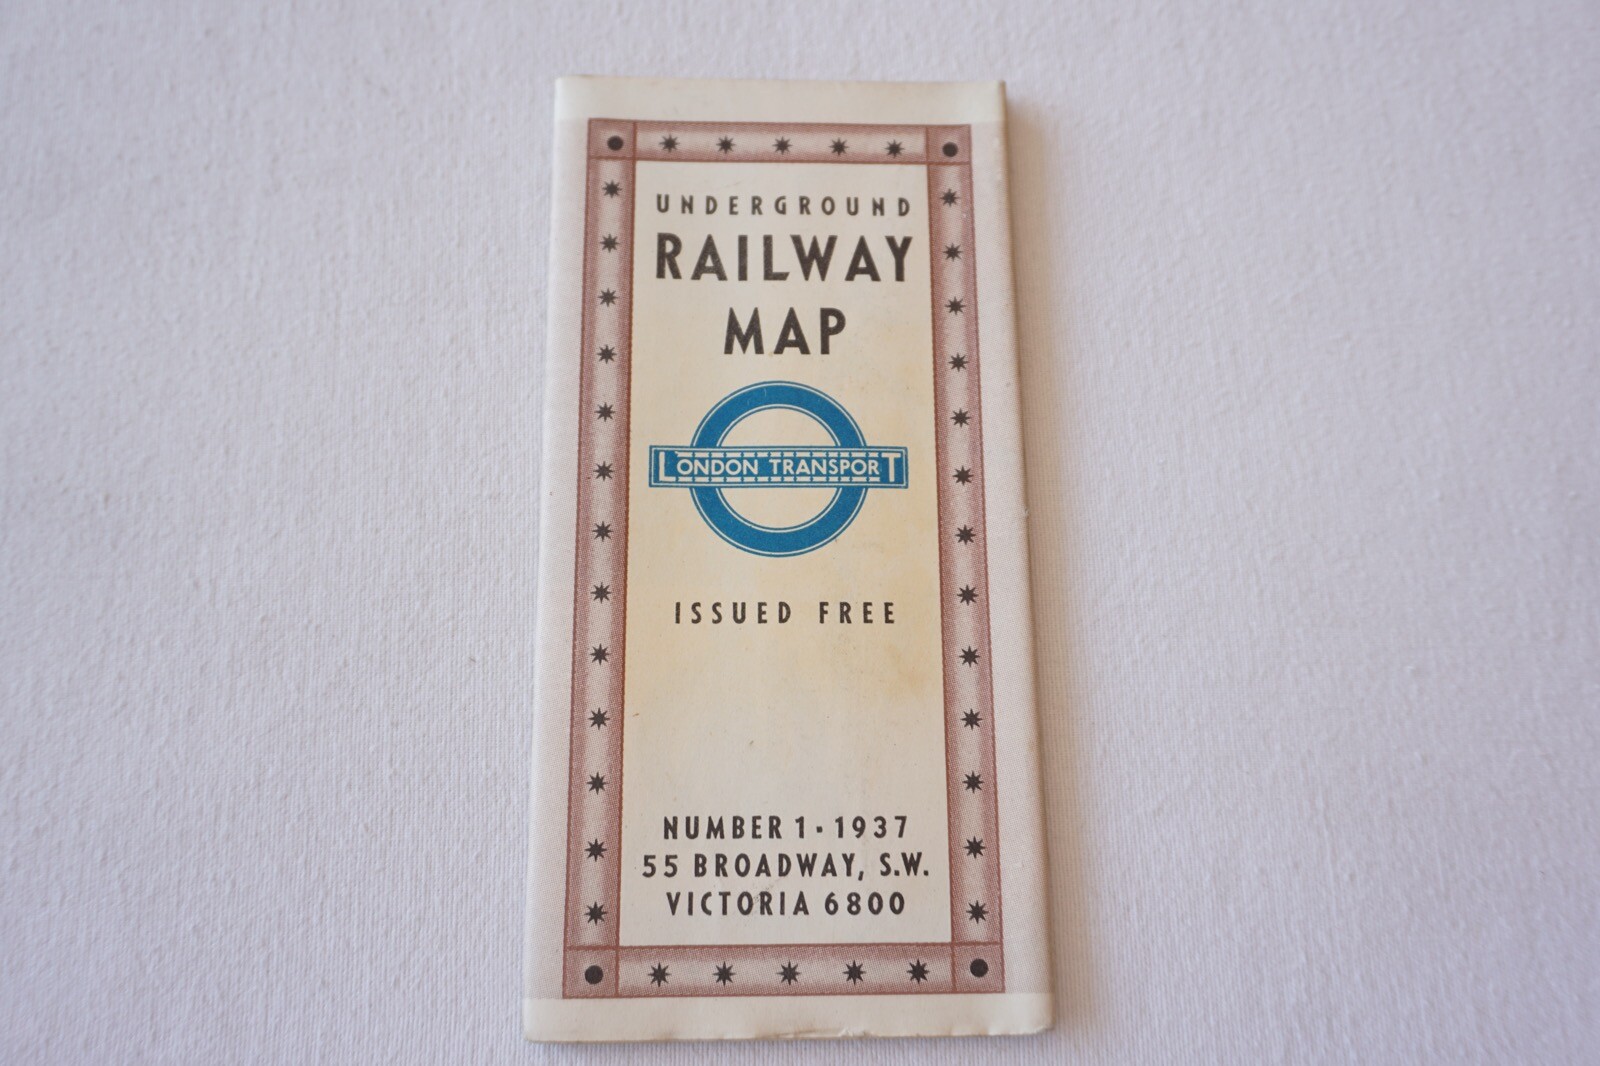 UNDERGROUND
RAILWAY
MAP
LONDON TRANSPORT
ISSUED FREE
NUMBER 1 · 1937
55 BROADWAY, S.W.
VICTORIA 6800